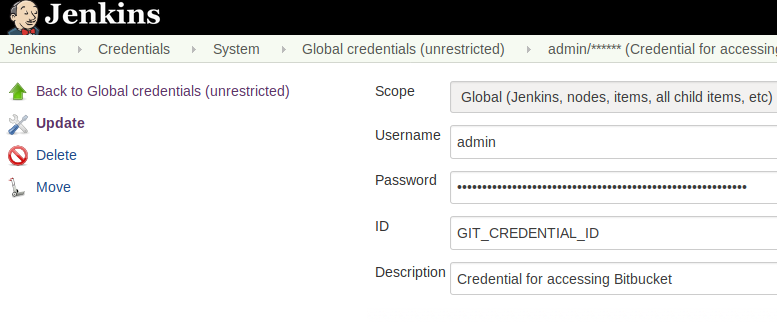 Jenkins
Jenkins Credentials System Global credentials (unrestricted) admin/****** (Credential for accessing
Back to Global credentials (unrestricted)
Update
Delete
Move
Scope Global (Jenkins, nodes, items, all child items, etc)
Username admin
Password ••••••••••••••••••••••••••••••••••••••••••••••••••••••••••
ID GIT_CREDENTIAL_ID
Description Credential for accessing Bitbucket